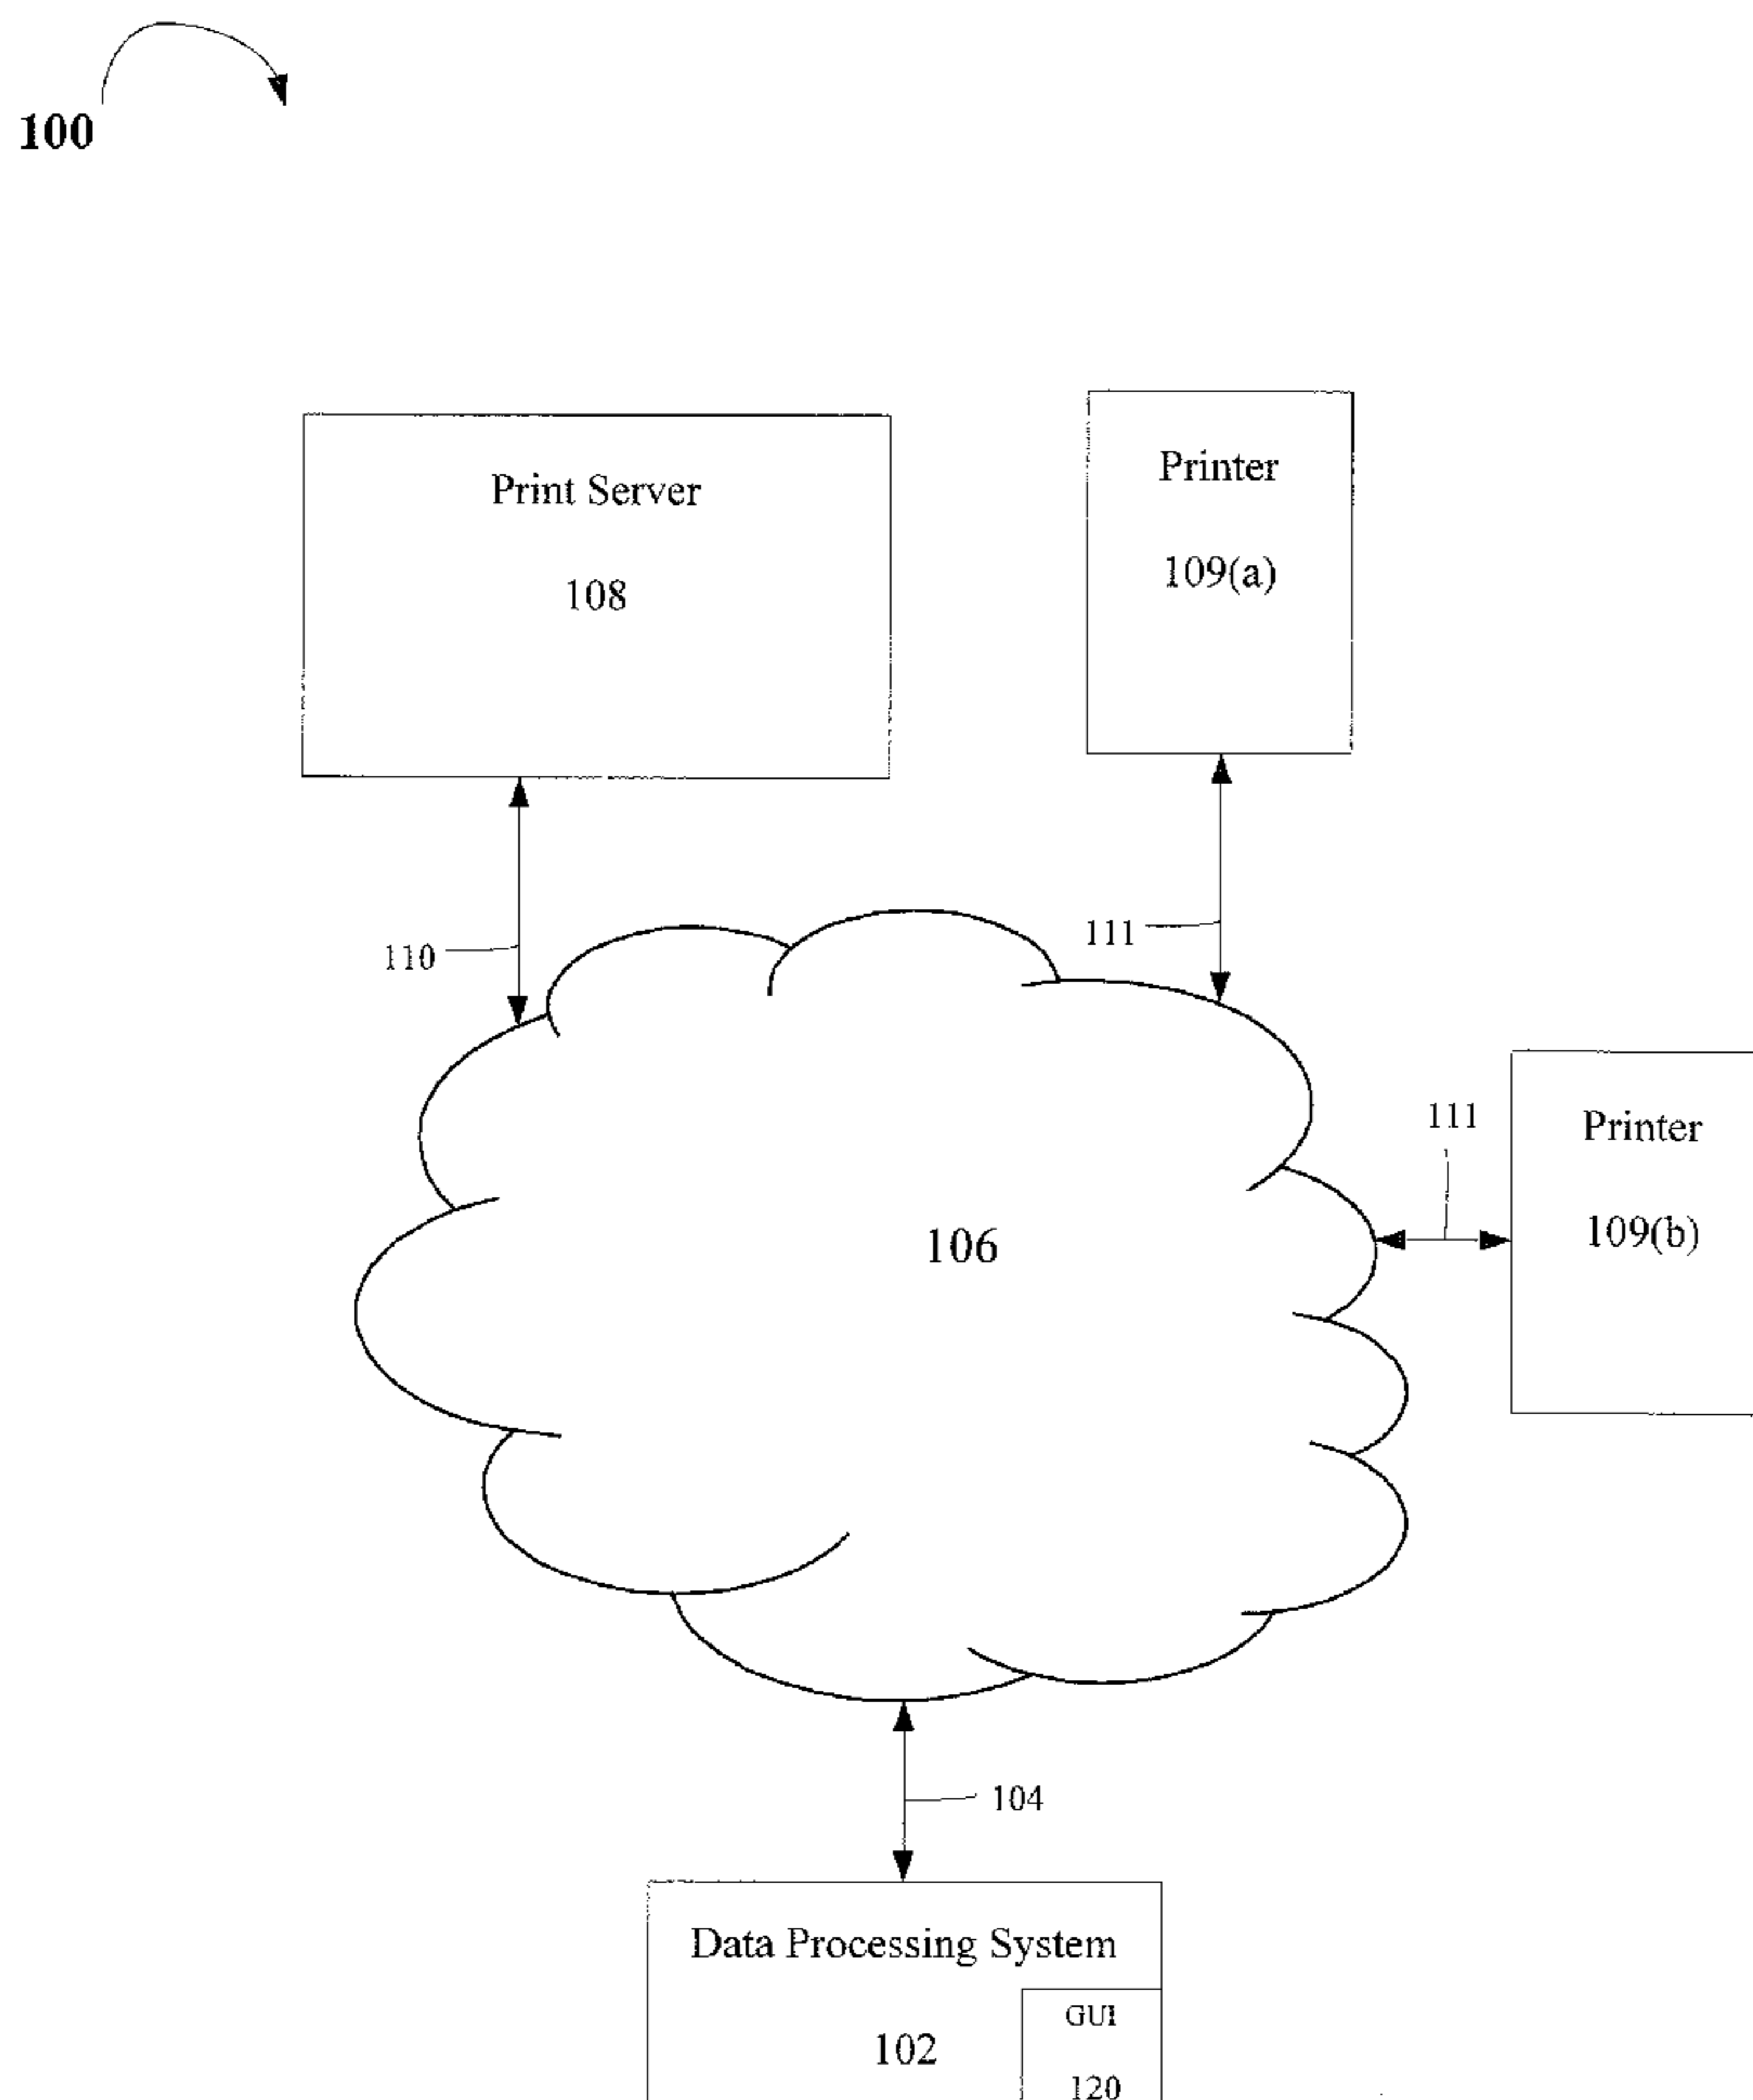 100
Print Server
108
Printer
109(a)
110
111
Printer
109(b)
111
106
104
Data Processing System
102
GUI
120